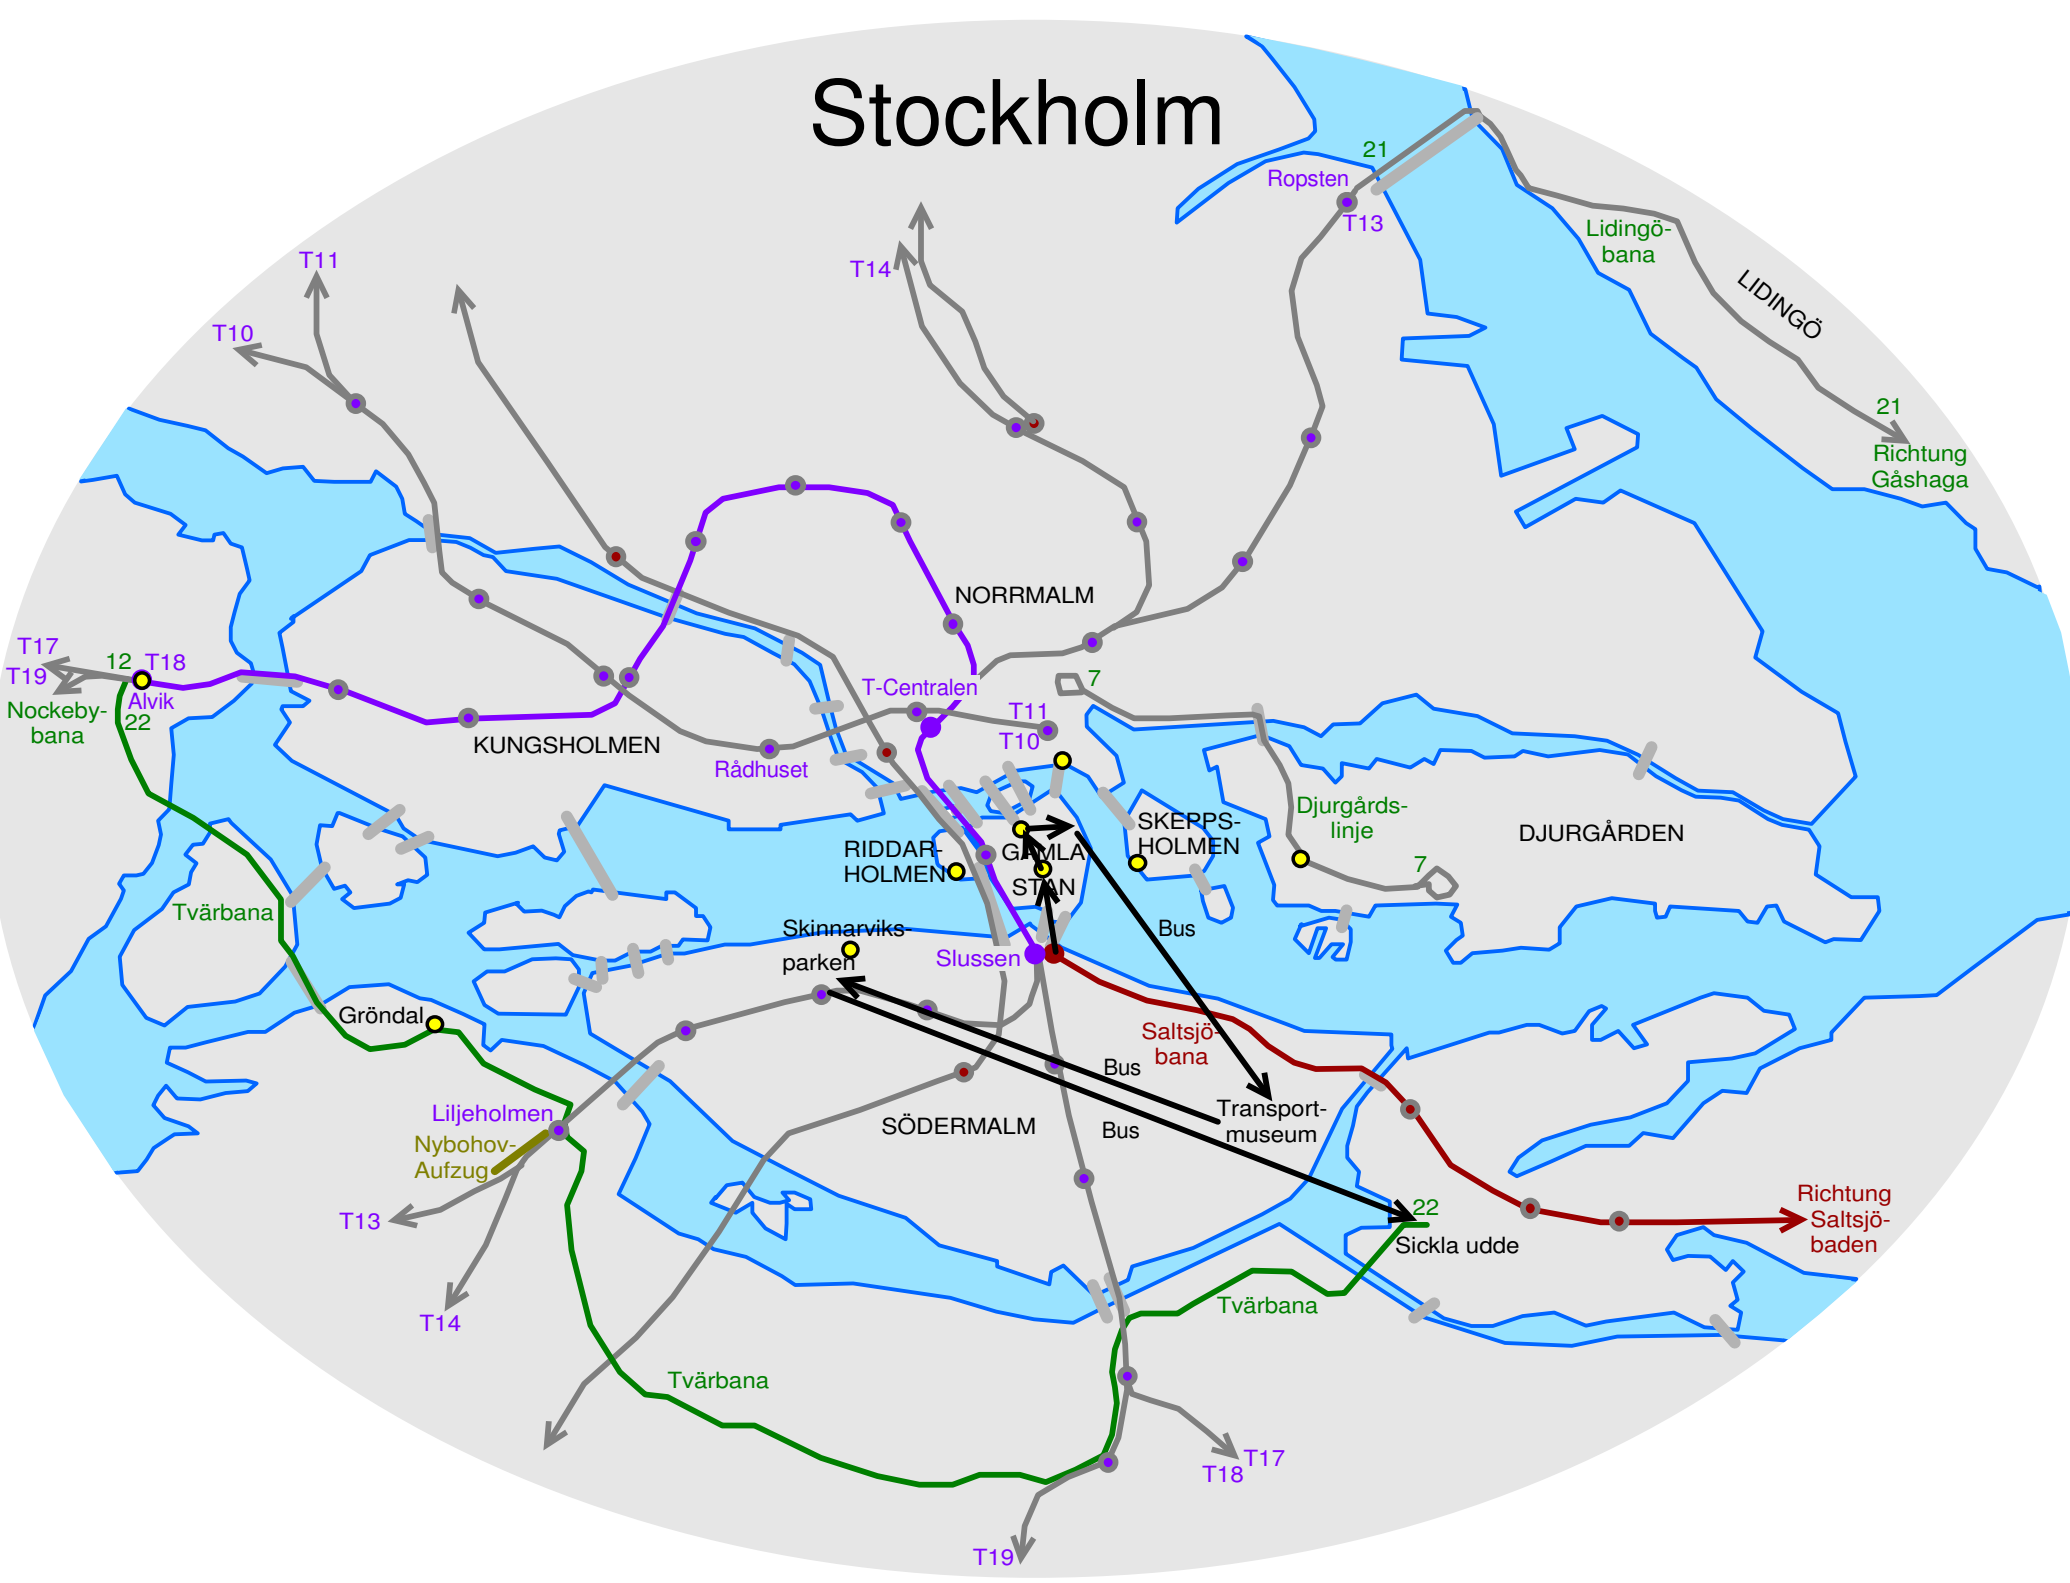 Stockholm
21
Ropsten
T13
Lidingö-
bana
LIDINGÖ
21
Richtung
Gåshaga
T11
T10
T14
NORRMALM
T17
T19
12
T18
Alvik
22
Nockeby-
bana
KUNGSHOLMEN
T-Centralen
7
T11
T10
Rådhuset
Djurgårds-
linje
DJURGÅRDEN
7
SKEPPS-
HOLMEN
RIDDAR-
HOLMEN
GAMLA
STAN
Tvärbana
Skinnarviks-
parken
Bus
Slussen
Gröndal
Saltsjö-
bana
Bus
Liljeholmen
Nybohov-
Aufzug
SÖDERMALM
Bus
Transport-
museum
T13
22
Sickla udde
Richtung
Saltsjö-
baden
T14
Tvärbana
Tvärbana
T17
T18
T19